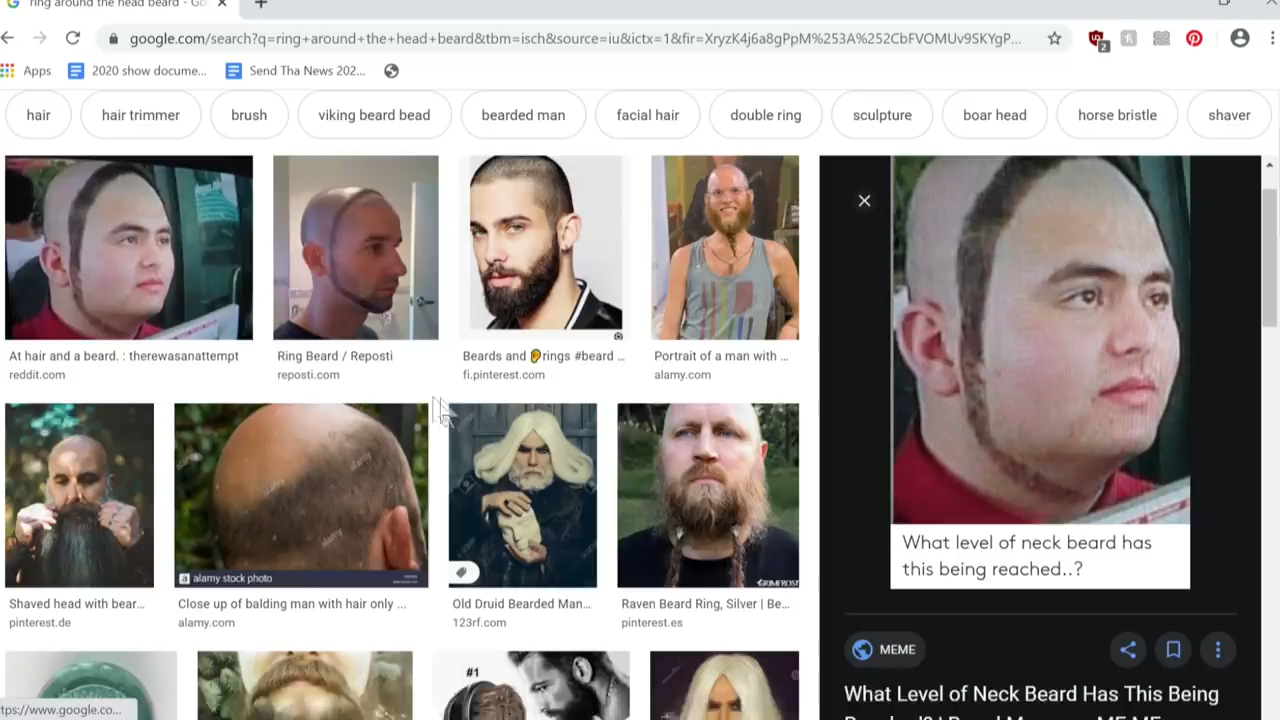 ring around the head beard - Go
google.com/search?q=ring+around+the+head+beard&tbm=isch&source=iu&ictx=1&fir=XryzK4j6a8gPpM%253A%252CbFVOMUv9SKYgP...
2
Apps
2020 show docume...
Send Tha News 202...
hair
hair trimmer
brush
viking beard bead
bearded man
facial hair
double ring
sculpture
boar head
horse bristle
shaver
At hair and a beard. : therewasanattempt
reddit.com
Ring Beard / Reposti
reposti.com
Beards and 👂rings #beard ...
fi.pinterest.com
Portrait of a man with ...
alamy.com
a alamy stock photo
alamy
alamy
alamy
GRIMFROST
Shaved head with bear...
pinterest.de
Close up of balding man with hair only ...
alamy.com
Old Druid Bearded Man...
123rf.com
Raven Beard Ring, Silver | Be...
pinterest.es
#1
What level of neck beard has
this being reached..?
MEME
What Level of Neck Beard Has This Being
ttps://www.google.co...